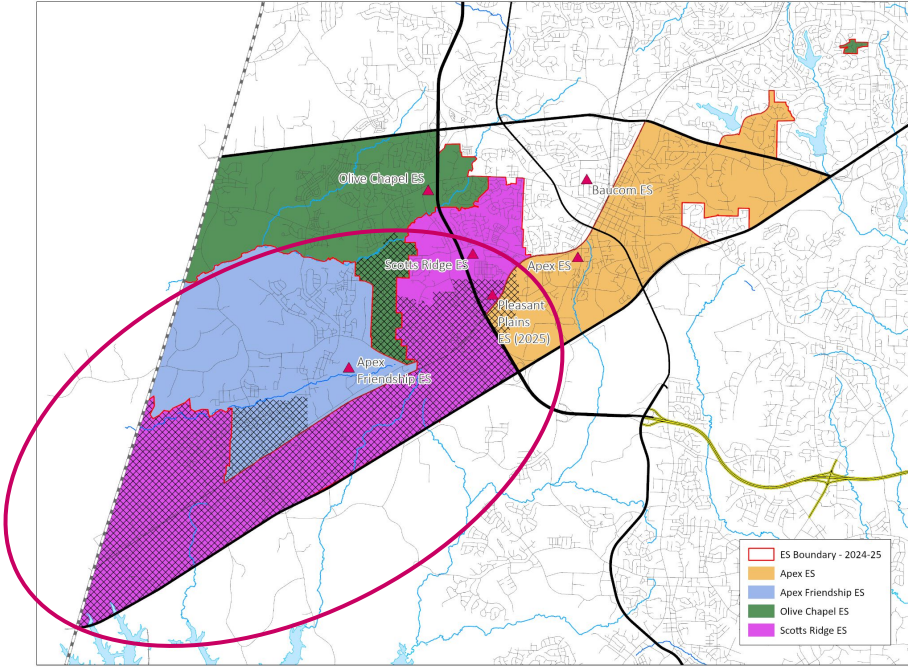 Olive Chapel ES
Baucom ES
Scotts Ridge ES
Apex ES
Pleasant
Plains
ES (2025)
Apex
Friendship ES
ES Boundary - 2024-25
Apex ES
Apex Friendship ES
Olive Chapel ES
Scotts Ridge ES